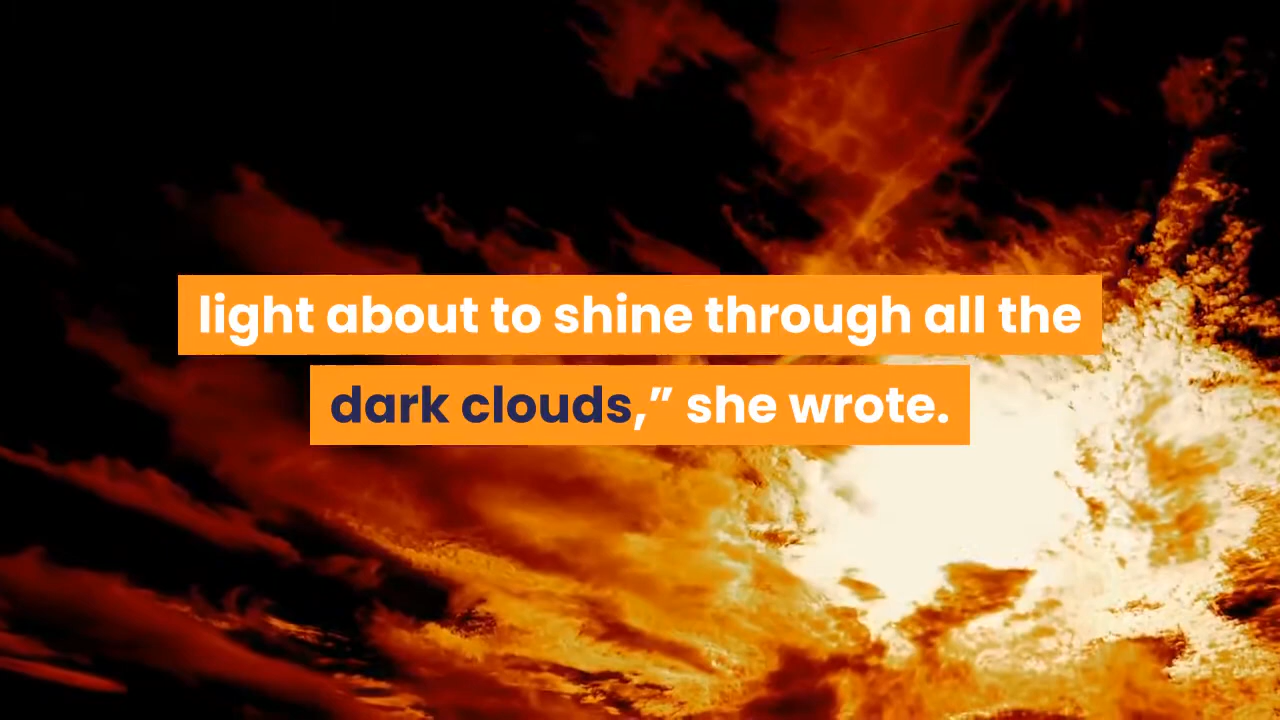 light about to shine through all the
dark clouds,” she wrote.